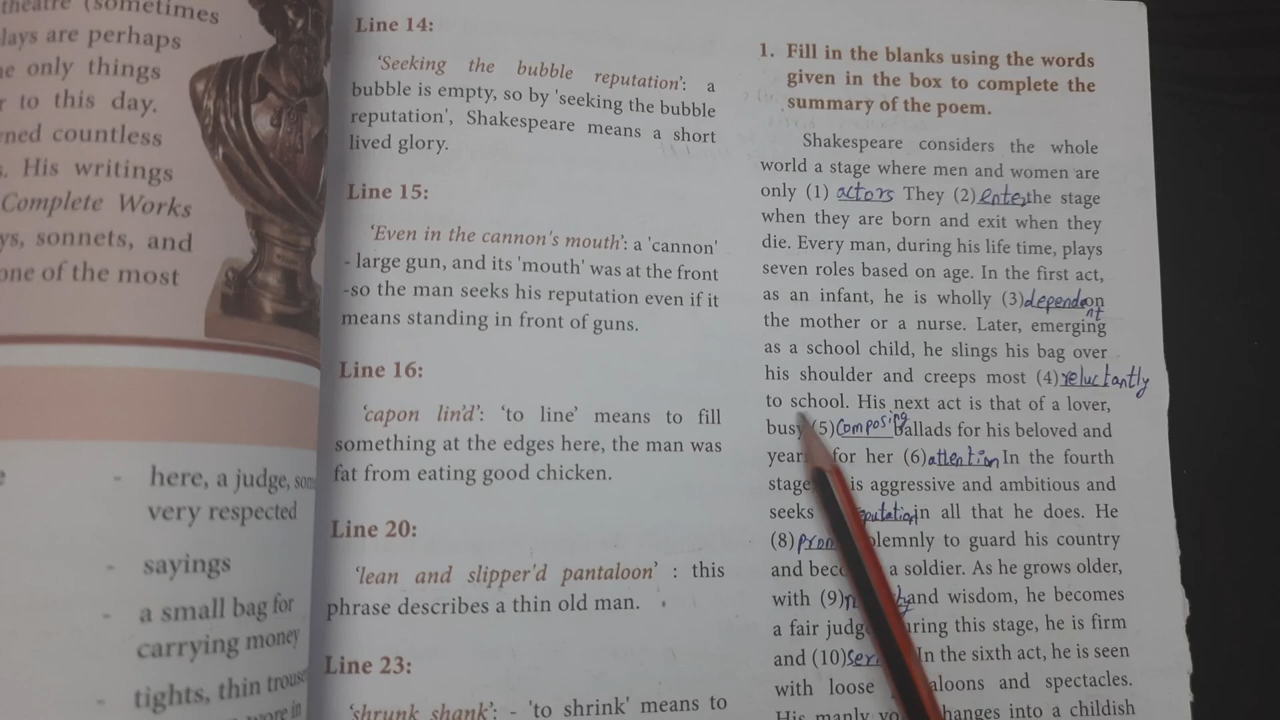 theatre (sometimes
lays are perhaps
e only things
r to this day.
ned countless
s. His writings
Complete Works
ys, sonnets, and
one of the most
here, a judge,
very respected
- sayings
- a small bag for
carrying money
- tights, thin
Line 14:
'Seeking the bubble reputation': a
bubble is empty, so by 'seeking the bubble
reputation', Shakespeare means a short
lived glory.
Line 15:
'Even in the cannon's mouth': a 'cannon'
- large gun, and its 'mouth' was at the front
-so the man seeks his reputation even if it
means standing in front of guns.
Line 16:
'capon lin'd': 'to line' means to fill
something at the edges here, the man was
fat from eating good chicken.
Line 20:
'lean and slipper'd pantaloon' : this
phrase describes a thin old man.
Line 23:
'shrunk shank': - 'to shrink' means to
1. Fill in the blanks using the words
given in the box to complete the
summary of the poem.
Shakespeare considers the whole
world a stage where men and women are
only (1) actors They (2) enter the stage
when they are born and exit when they
die. Every man, during his life time, plays
seven roles based on age. In the first act,
as an infant, he is wholly (3) dependent on
the mother or a nurse. Later, emerging
as a school child, he slings his bag over
his shoulder and creeps most (4) reluctantly
to school. His next act is that of a lover,
busy (5) Composing ballads for his beloved and
for her (6) attention In the fourth
stage, is aggressive and ambitious and
seeks in all that he does. He
(8) to guard his country
and a soldier. As he grows older,
with (9) and wisdom, he becomes
a fair this stage, he is firm
and (10) In the sixth act, he is seen
with loose and spectacles.
His manly into a childish